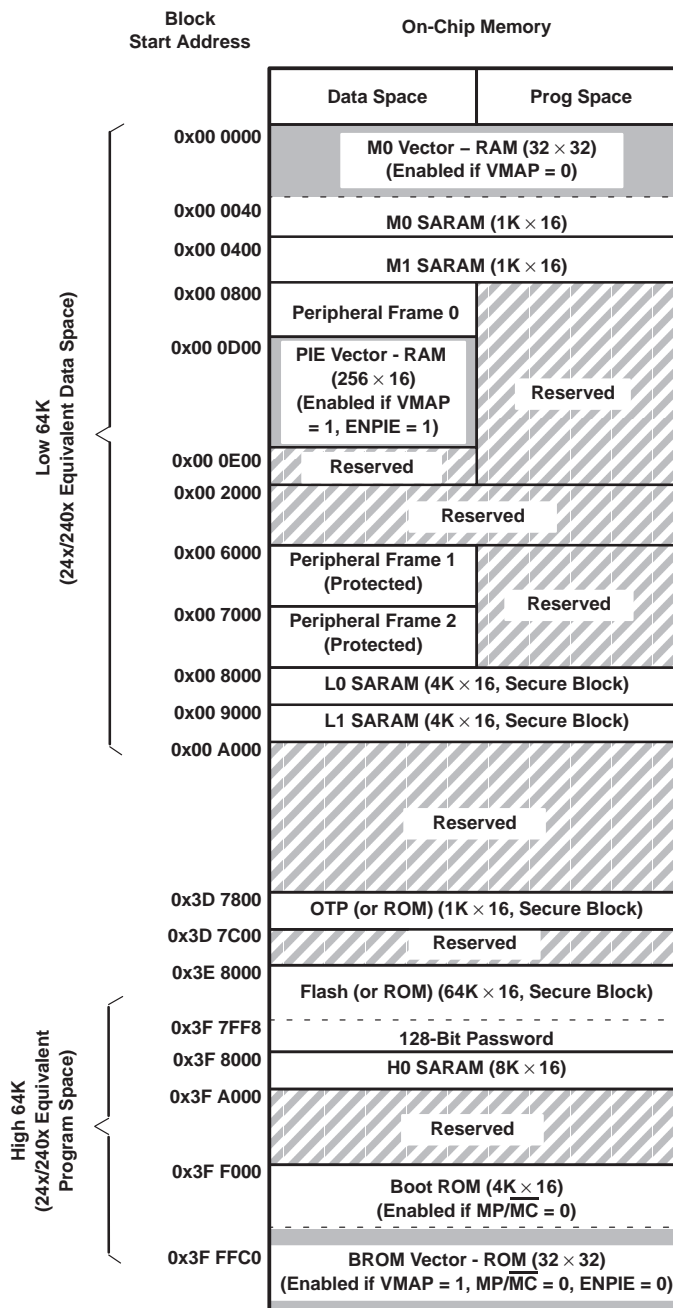 Block
Start Address
On-Chip Memory
Data Space
Prog Space
0x00 0000
M0 Vector – RAM (32 × 32)
(Enabled if VMAP = 0)
0x00 0040
M0 SARAM (1K × 16)
0x00 0400
M1 SARAM (1K × 16)
0x00 0800
Peripheral Frame 0
0x00 0D00
PIE Vector - RAM
(256 × 16)
(Enabled if VMAP
= 1, ENPIE = 1)
Reserved
0x00 0E00
Reserved
0x00 2000
Reserved
Low 64K
(24x/240x Equivalent Data Space)
0x00 6000
Peripheral Frame 1
(Protected)
Reserved
0x00 7000
Peripheral Frame 2
(Protected)
0x00 8000
L0 SARAM (4K × 16, Secure Block)
0x00 9000
L1 SARAM (4K × 16, Secure Block)
0x00 A000
Reserved
0x3D 7800
OTP (or ROM) (1K × 16, Secure Block)
0x3D 7C00
Reserved
0x3E 8000
Flash (or ROM) (64K × 16, Secure Block)
0x3F 7FF8
128-Bit Password
0x3F 8000
H0 SARAM (8K × 16)
0x3F A000
Reserved
High 64K
(24x/240x Equivalent
Program Space)
0x3F F000
Boot ROM (4K × 16)
(Enabled if MP/M̅C̅ = 0)
0x3F FFC0
BROM Vector - ROM (32 × 32)
(Enabled if VMAP = 1, MP/M̅C̅ = 0, ENPIE = 0)